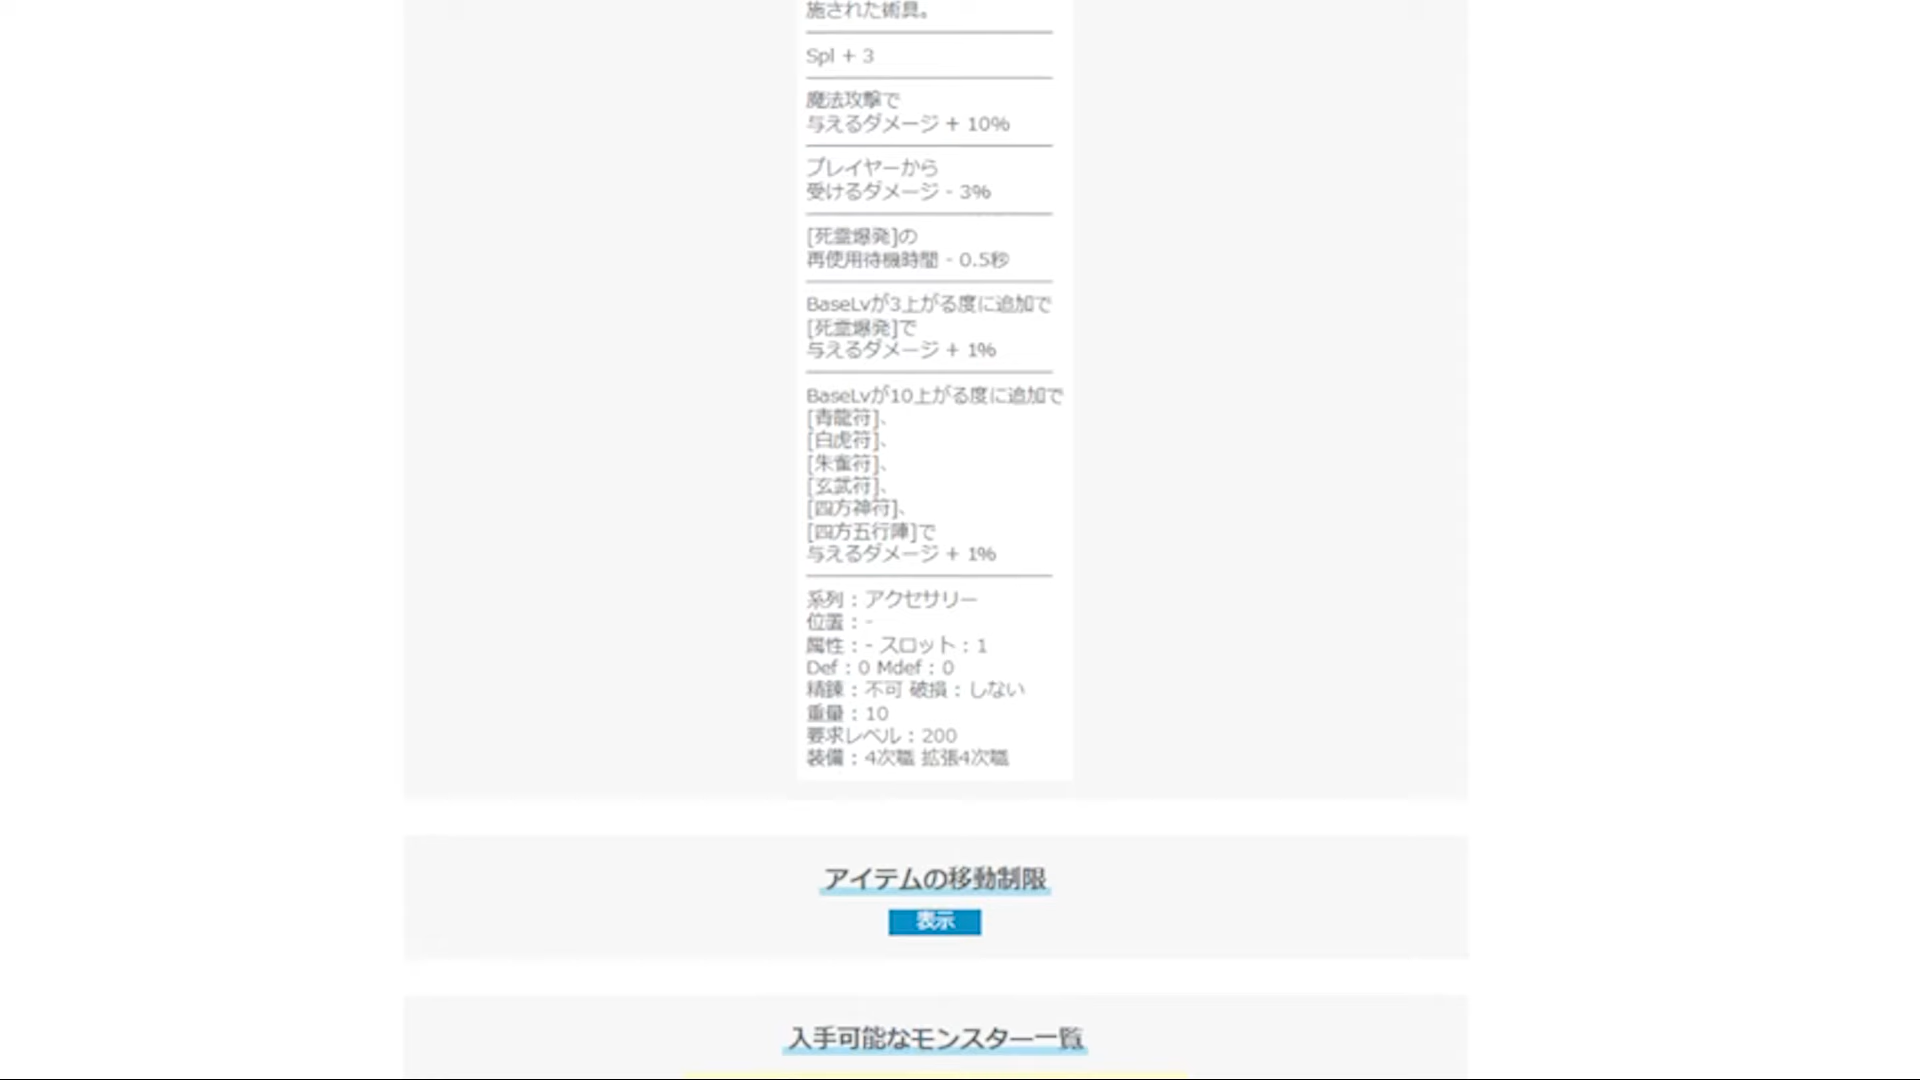 施された術具。
Spl + 3
魔法攻撃で
与えるダメージ + 10%
プレイヤーから
受けるダメージ - 3%
[死霊爆発]の
再使用待機時間 - 0.5秒
BaseLvが3上がる度に追加で
[死霊爆発]で
与えるダメージ + 1%
BaseLvが10上がる度に追加で
[青龍符]、
[白虎符]、
[朱雀符]、
[玄武符]、
[四方神符]、
[四方五行陣]で
与えるダメージ + 1%
系列 : アクセサリー
位置 : -
属性 : - スロット : 1
Def : 0 Mdef : 0
精錬 : 不可 破損 : しない
重量 : 10
要求レベル : 200
装備 : 4次職 拡張4次職
アイテムの移動制限
表示
入手可能なモンスター一覧